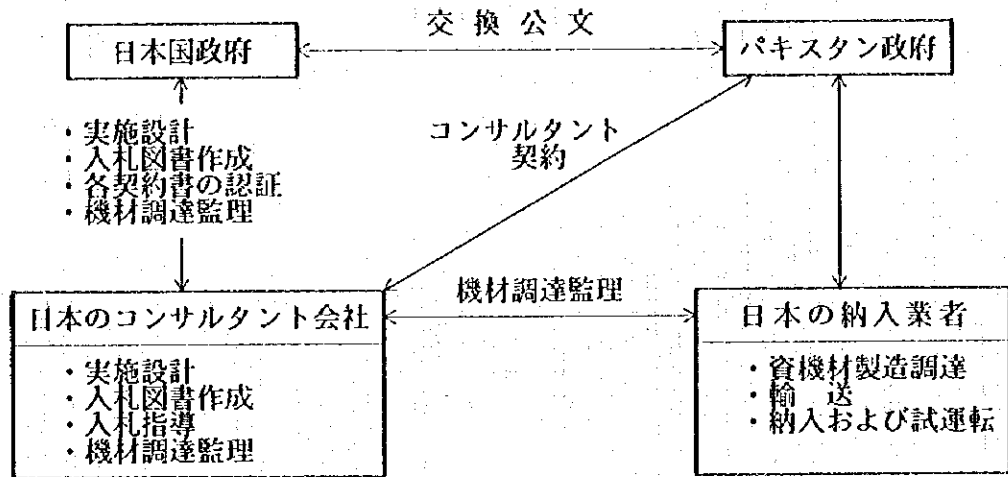 交換公文
日本国政府
パキスタン政府
・実施設計
・入札図書作成
・各契約書の認証
・機材調達監理
コンサルタント
契約
機材調達監理
日本のコンサルタント会社
・実施設計
・入札図書作成
・入札指導
・機材調達監理
日本の納入業者
・資機材製造調達
・輸　送
・納入および試運転